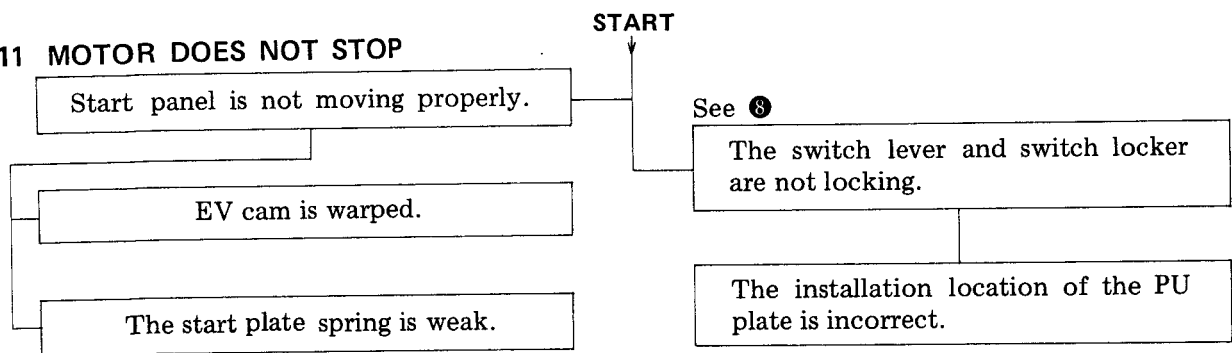 START
11 MOTOR DOES NOT STOP
Start panel is not moving properly.
See ❽
The switch lever and switch locker
are not locking.
EV cam is warped.
The installation location of the PU
plate is incorrect.
The start plate spring is weak.